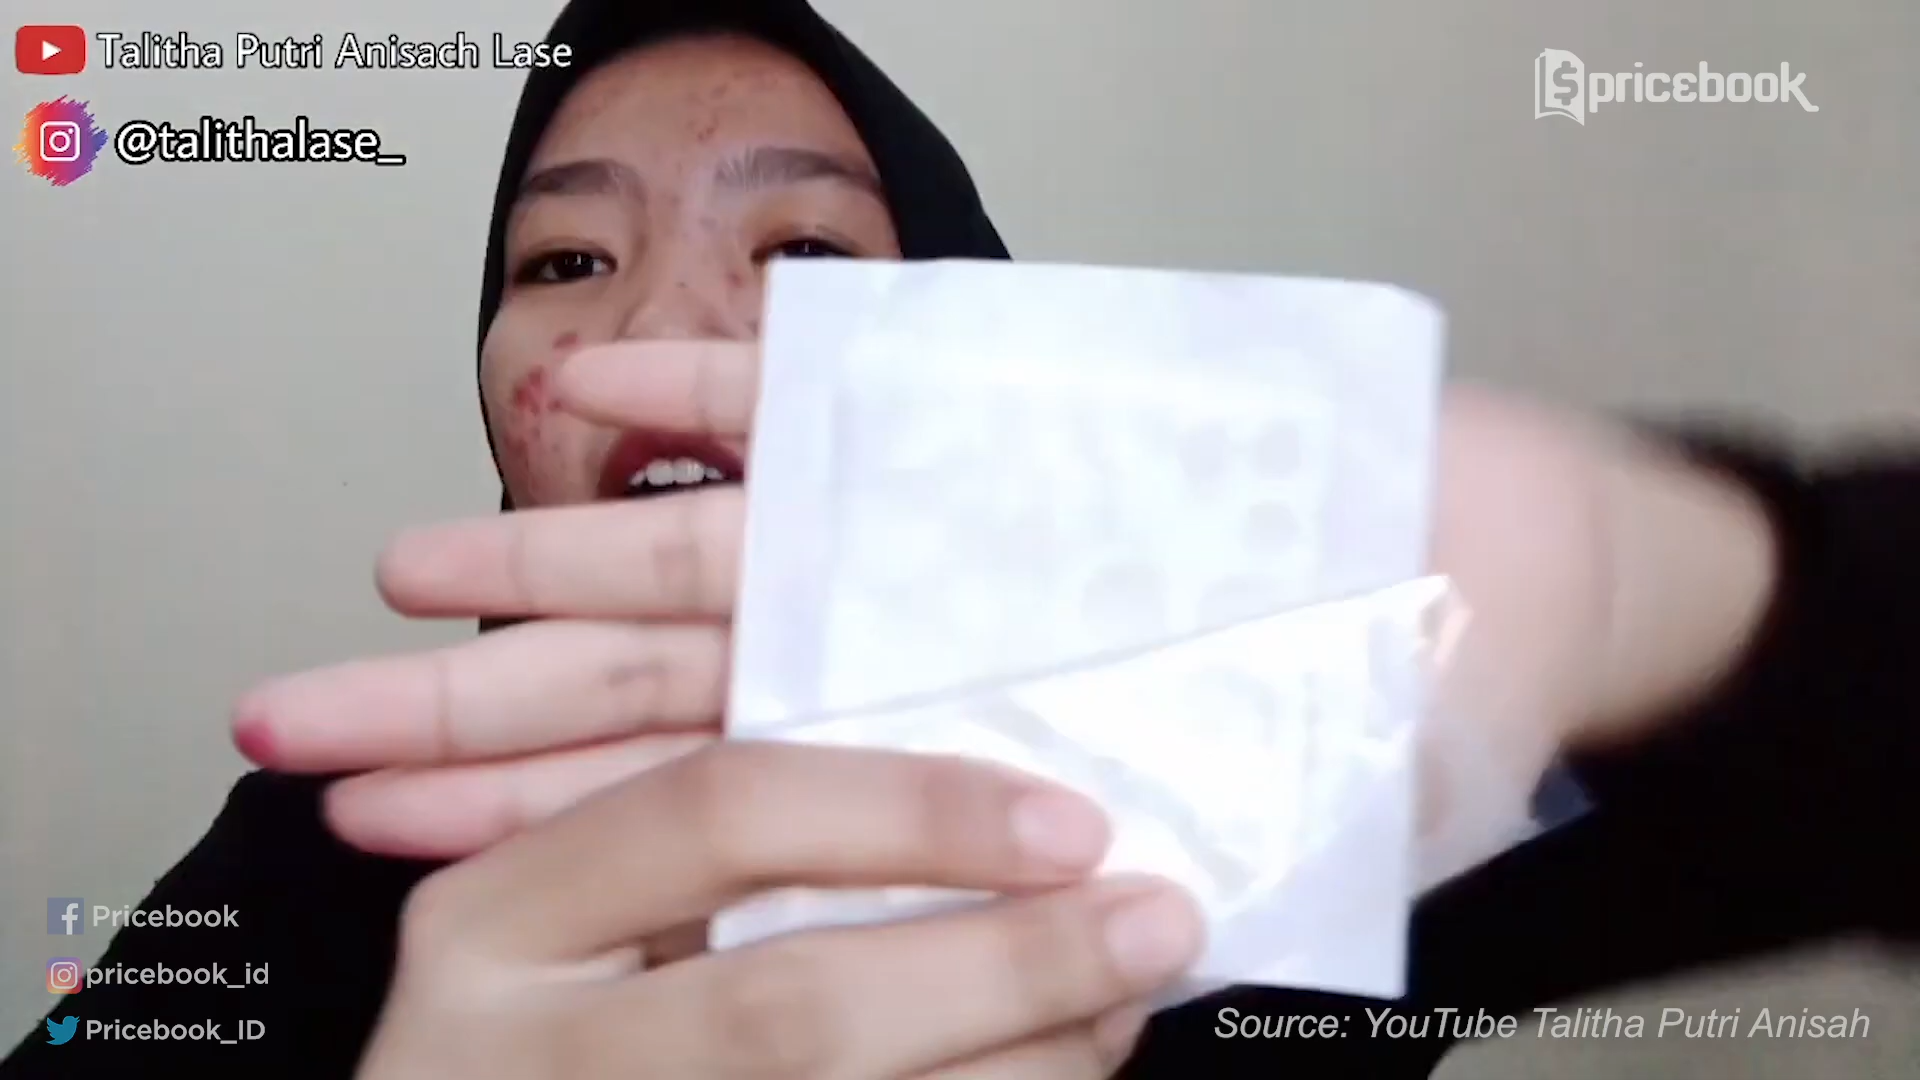 Talitha Putri Anisach Lase
@talithalase_
pricebook
Pricebook
pricebook_id
Pricebook_ID
Source: YouTube Talitha Putri Anisah